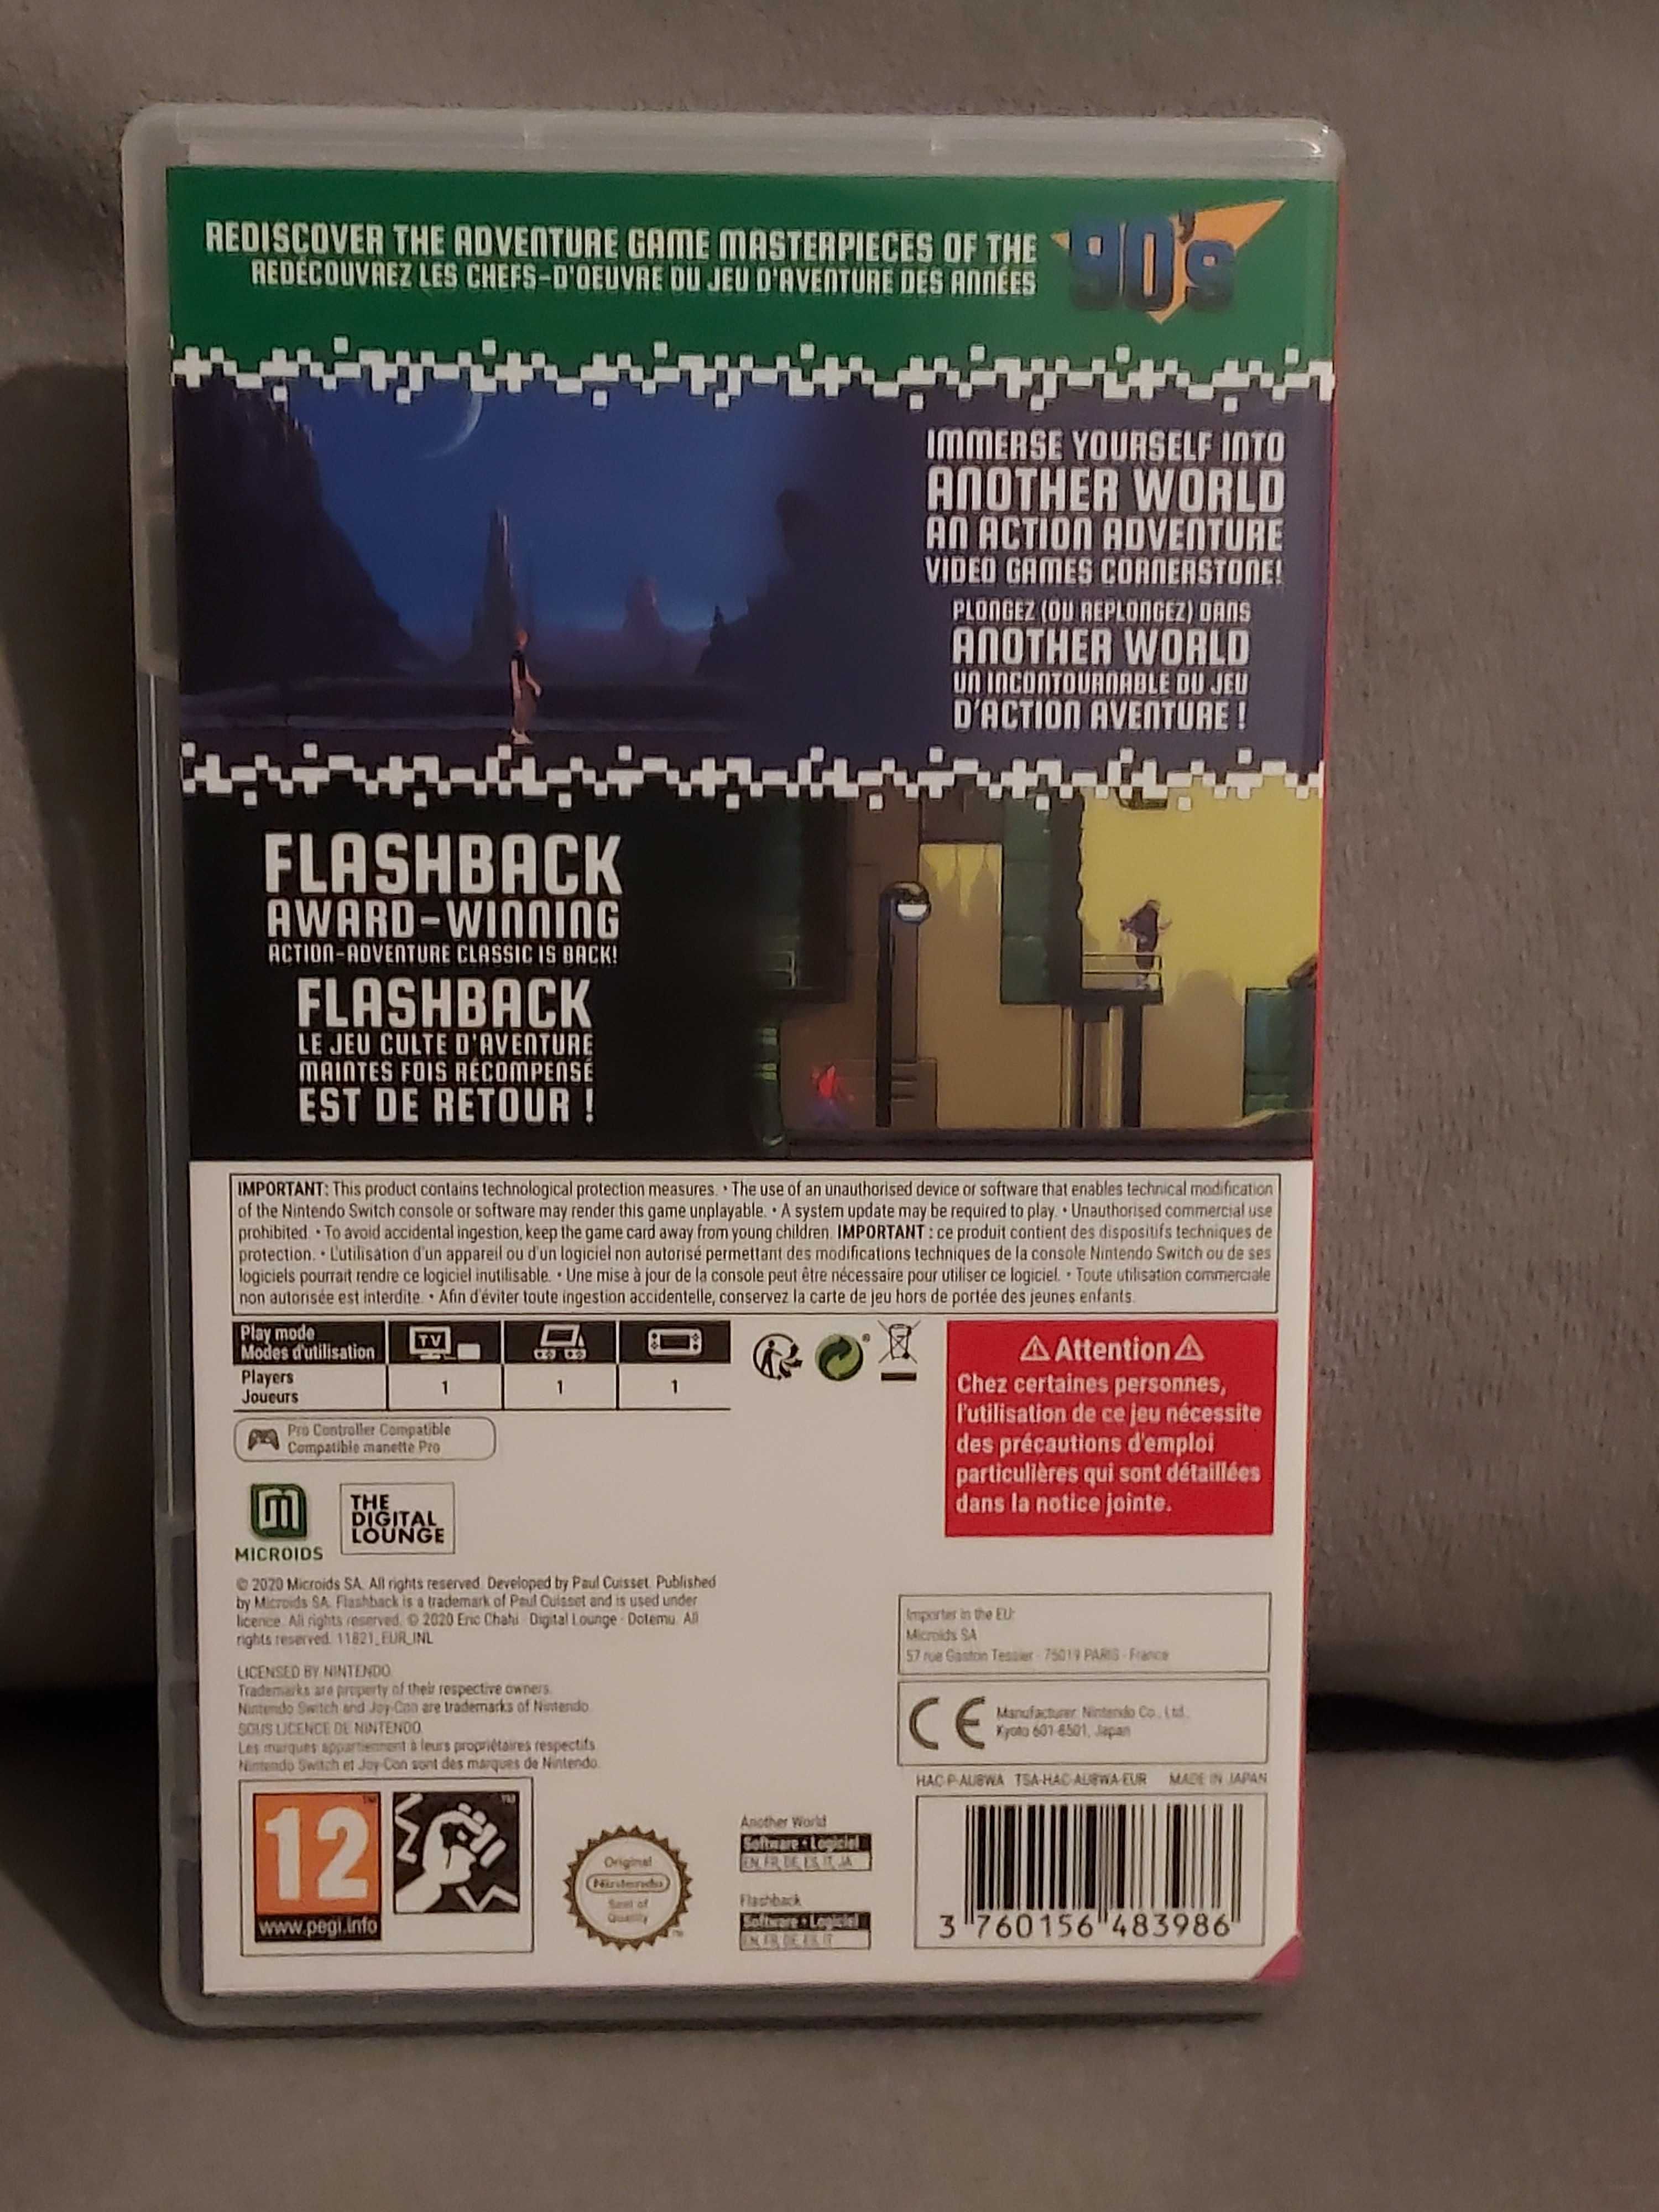 REDISCOVER THE ADVENTURE GAME MASTERPIECES OF THE
REDÉCOUVREZ LES CHEFS-D'OEUVRE DU JEU D'AVENTURE DES ANNÉES
90's
IMMERSE YOURSELF INTO
ANOTHER WORLD
AN ACTION ADVENTURE
VIDEO GAMES CORNERSTONE!
PLONGEZ (OU REPLONGEZ) DANS
ANOTHER WORLD
UN INCONTOURNABLE DU JEU
D'ACTION AVENTURE !
FLASHBACK
AWARD-WINNING
ACTION-ADVENTURE CLASSIC IS BACK!
FLASHBACK
LE JEU CULTE D'AVENTURE
MAINTES FOIS RÉCOMPENSÉ
EST DE RETOUR !
IMPORTANT: This product contains technological protection measures. • The use of an unauthorised device or software that enables technical modification
of the Nintendo Switch console or software may render this game unplayable. • A system update may be required to play. • Unauthorised commercial use
prohibited. • To avoid accidental ingestion, keep the game card away from young children. IMPORTANT : ce produit contient des dispositifs techniques de
protection. • L'utilisation d'un appareil ou d'un logiciel non autorisé permettant des modifications techniques de la console Nintendo Switch ou de ses
logiciels pourrait rendre ce logiciel inutilisable. • Une mise à jour de la console peut être nécessaire pour utiliser ce logiciel. • Toute utilisation commerciale
non autorisée est interdite. • Afin d'éviter toute ingestion accidentelle, conservez la carte de jeu hors de portée des jeunes enfants.
Play mode
Modes d'utilisation
TV
Players
Joueurs
1
1
1
Pro Controller Compatible
Compatible manette Pro
Attention
Chez certaines personnes,
l'utilisation de ce jeu nécessite
des précautions d'emploi
particulières qui sont détaillées
dans la notice jointe.
MICROIDS
THE
DIGITAL
LOUNGE
© 2020 Microids SA. All rights reserved. Developed by Paul Cuisset. Published
by Microids SA. Flashback is a trademark of Paul Cuisset and is used under
licence. All rights reserved. © 2020 Eric Chahi - Digital Lounge - Dotemu. All
rights reserved. 11821_EUR_INL
LICENSED BY NINTENDO
Trademarks are property of their respective owners.
Nintendo Switch and Joy-Con are trademarks of Nintendo.
SOUS LICENCE DE NINTENDO
Les marques appartiennent à leurs propriétaires respectifs.
Nintendo Switch et Joy-Con sont des marques de Nintendo.
Importer in the EU:
Microids SA
57 rue Gaston Tessier - 75019 PARIS - France
CE
Manufacturer: Nintendo Co., Ltd.,
Kyoto 601-8501, Japan
HAC-P-AU8WA TSA-HAC-AU8WA-EUR MADE IN JAPAN
12
www.pegi.info
Original
Nintendo
Seal of
Quality
Another World
Software • Logiciel
EN, FR, DE, ES, IT, JA
Flashback
Software • Logiciel
EN, FR, DE, ES, IT
3 760156 483986